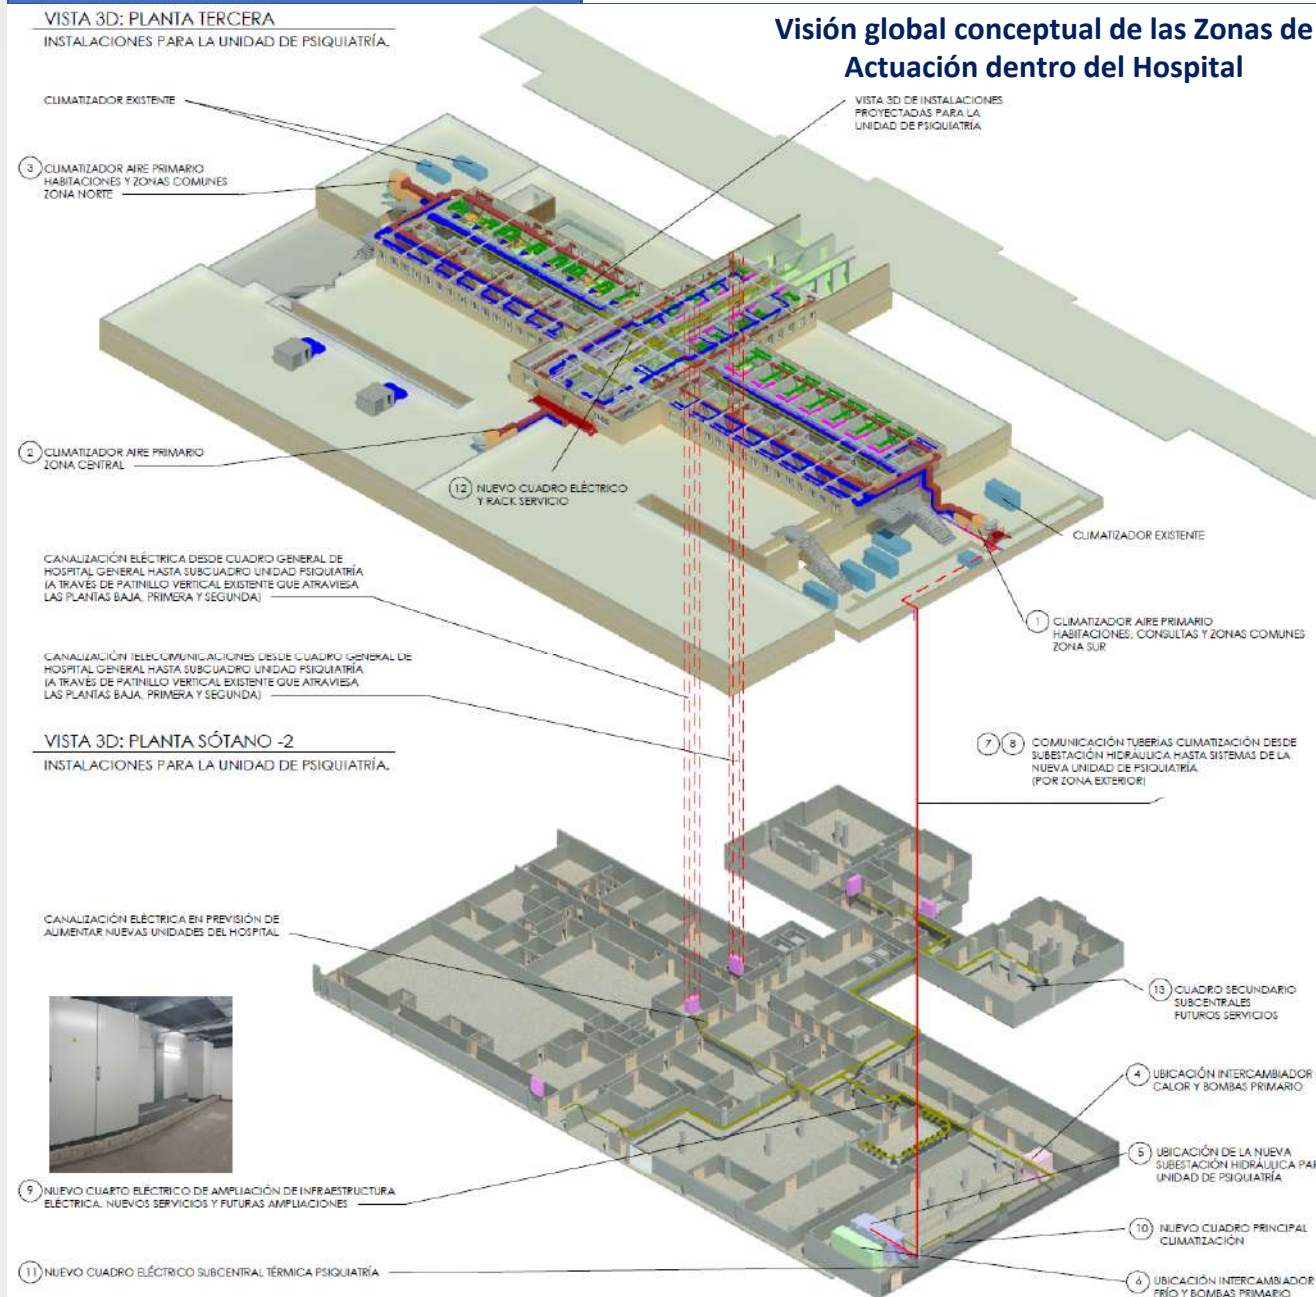 VISTA 3D: PLANTA TERCERA
INSTALACIONES PARA LA UNIDAD DE PSIQUIATRÍA.
Visión global conceptual de las Zonas de
Actuación dentro del Hospital
CLIMATIZADOR EXISTENTE
VISTA 3D DE INSTALACIONES
PROYECTADAS PARA LA
UNIDAD DE PSIQUIATRÍA
3 CLIMATIZADOR AIRE PRIMARIO
HABITACIONES Y ZONAS COMUNES
ZONA NORTE
2 CLIMATIZADOR AIRE PRIMARIO
ZONA CENTRAL
12 NUEVO CUADRO ELÉCTRICO
Y RACK SERVICIO
CLIMATIZADOR EXISTENTE
CANALIZACIÓN ELÉCTRICA DESDE CUADRO GENERAL DE
HOSPITAL GENERAL HASTA SUBCUADRO UNIDAD PSIQUIATRÍA
(A TRAVÉS DE PATINILLO VERTICAL EXISTENTE QUE ATRAVIESA
LAS PLANTAS BAJA, PRIMERA Y SEGUNDA)
1 CLIMATIZADOR AIRE PRIMARIO
HABITACIONES, CONSULTAS Y ZONAS COMUNES
ZONA SUR
CANALIZACIÓN TELECOMUNICACIONES DESDE CUADRO GENERAL DE
HOSPITAL GENERAL HASTA SUBCUADRO UNIDAD PSIQUIATRÍA
(A TRAVÉS DE PATINILLO VERTICAL EXISTENTE QUE ATRAVIESA
LAS PLANTAS BAJA, PRIMERA Y SEGUNDA)
VISTA 3D: PLANTA SÓTANO -2
INSTALACIONES PARA LA UNIDAD DE PSIQUIATRÍA.
7 8 COMUNICACIÓN TUBERÍAS CLIMATIZACIÓN DESDE
SUBESTACIÓN HIDRÁULICA HASTA SISTEMAS DE LA
NUEVA UNIDAD DE PSIQUIATRÍA
(POR ZONA EXTERIOR)
CANALIZACIÓN ELÉCTRICA EN PREVISIÓN DE
ALIMENTAR NUEVAS UNIDADES DEL HOSPITAL
13 CUADRO SECUNDARIO
SUBCENTRALES
FUTUROS SERVICIOS
4 UBICACIÓN INTERCAMBIADOR
CALOR Y BOMBAS PRIMARIO
5 UBICACIÓN DE LA NUEVA
SUBESTACIÓN HIDRÁULICA PAR
UNIDAD DE PSIQUIATRÍA
9 NUEVO CUARTO ELÉCTRICO DE AMPLIACIÓN DE INFRAESTRUCTURA
ELÉCTRICA. NUEVOS SERVICIOS Y FUTURAS AMPLIACIONES
10 NUEVO CUADRO PRINCIPAL
CLIMATIZACIÓN
11 NUEVO CUADRO ELÉCTRICO SUBCENTRAL TÉRMICA PSIQUIATRÍA
6 UBICACIÓN INTERCAMBIADOR
FRÍO Y BOMBAS PRIMARIO